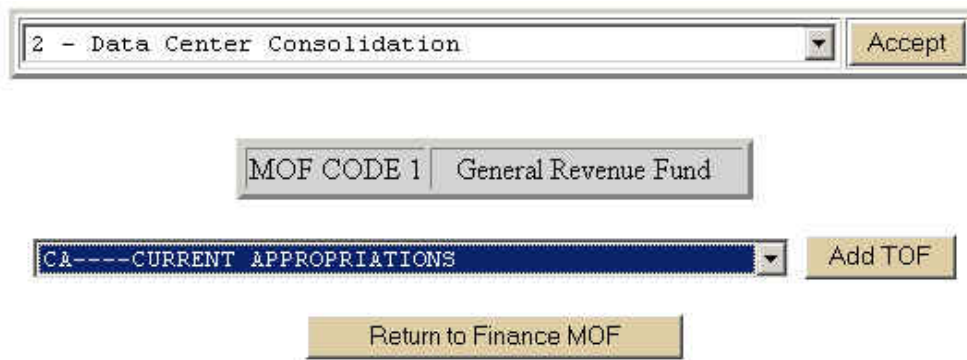 2 - Data Center Consolidation Accept
MOF CODE 1 General Revenue Fund
CA----CURRENT APPROPRIATIONS Add TOF
Return to Finance MOF